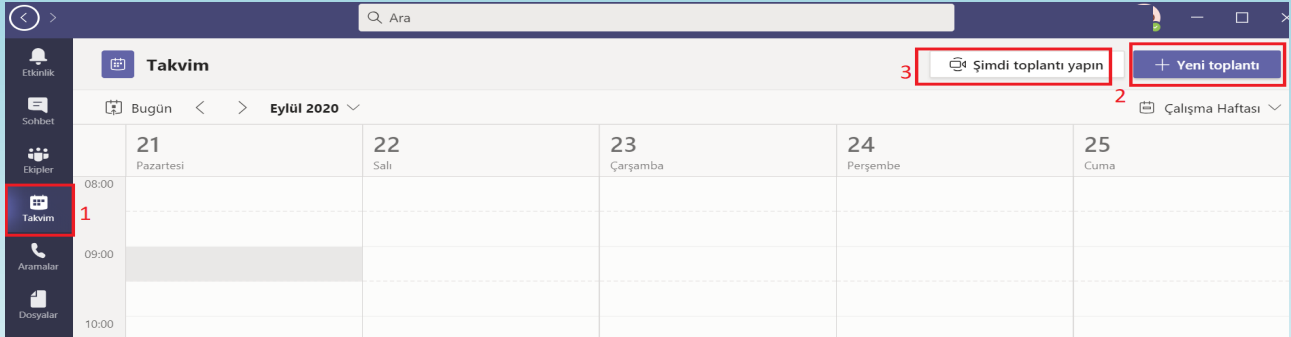 Ara
Etkinlik
Sohbet
Ekipler
Takvim
1
Aramalar
Dosyalar
Takvim
3
Şimdi toplantı yapın
+ Yeni toplantı
2
Bugün < > Eylül 2020
Çalışma Haftası
21 22 23 24 25
Pazartesi Salı Çarşamba Perşembe Cuma
08:00
09:00
10:00